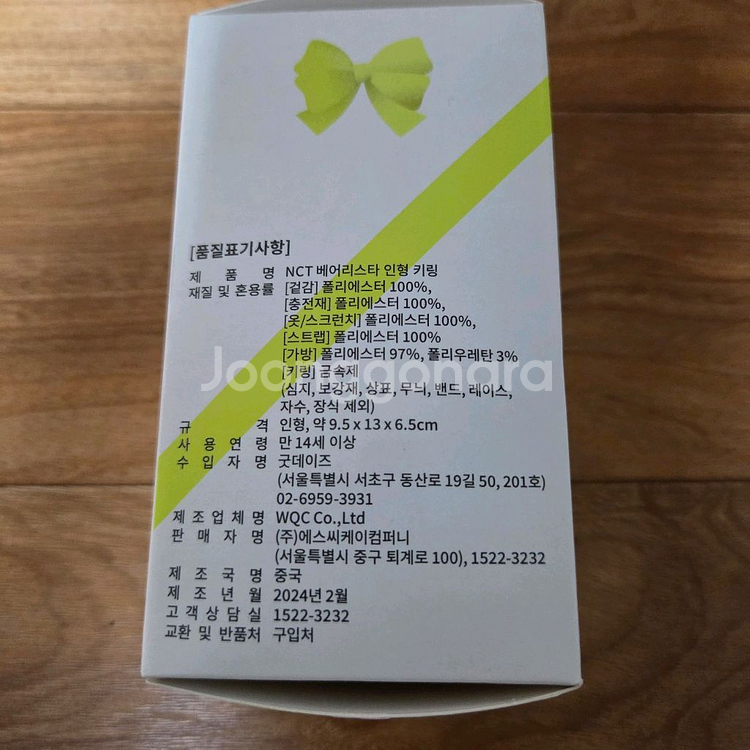 [품질표기사항]
제 품 명 NCT 베어리스타 인형 키링
재질 및 혼용률 [겉감] 폴리에스터 100%,
[충전재] 폴리에스터 100%,
[옷/스크런치] 폴리에스터 100%,
[스트랩] 폴리에스터 100%
[가방] 폴리에스터 97%, 폴리우레탄 3%
[키링] 금속제
Joonggonara
(심지, 보강재, 상표, 무늬, 밴드, 레이스,
자수, 장식 제외)
규 격 인형, 약 9.5 x 13 x 6.5cm
사 용 연 령 만 14세 이상
수 입 자 명 굿데이즈
(서울특별시 서초구 동산로 19길 50, 201호)
02-6959-3931
제 조 업 체 명 WQC Co.,Ltd
판 매 자 명 (주)에스씨케이컴퍼니
(서울특별시 중구 퇴계로 100), 1522-3232
제 조 국 명 중국
제 조 년 월 2024년 2월
고 객 상 담 실 1522-3232
교환 및 반품처 구입처